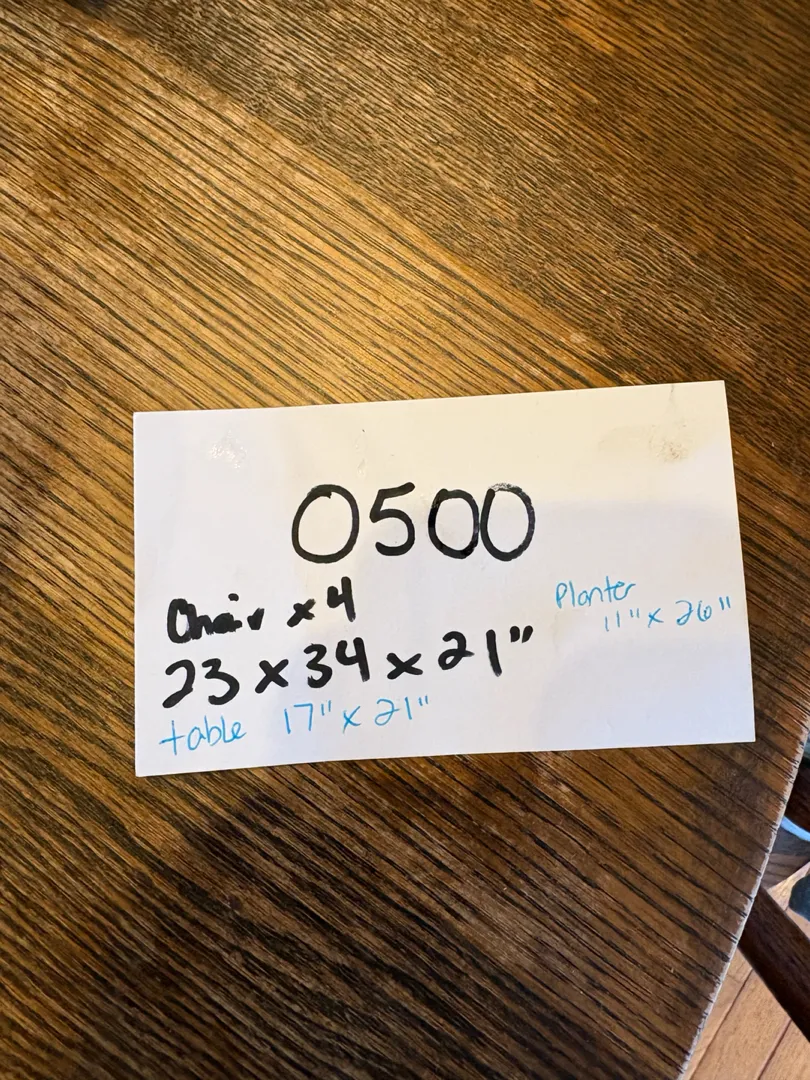 0500
Chair x 4
23 x 34 x 21"
table 17" x 21"
Planter
11" x 26"